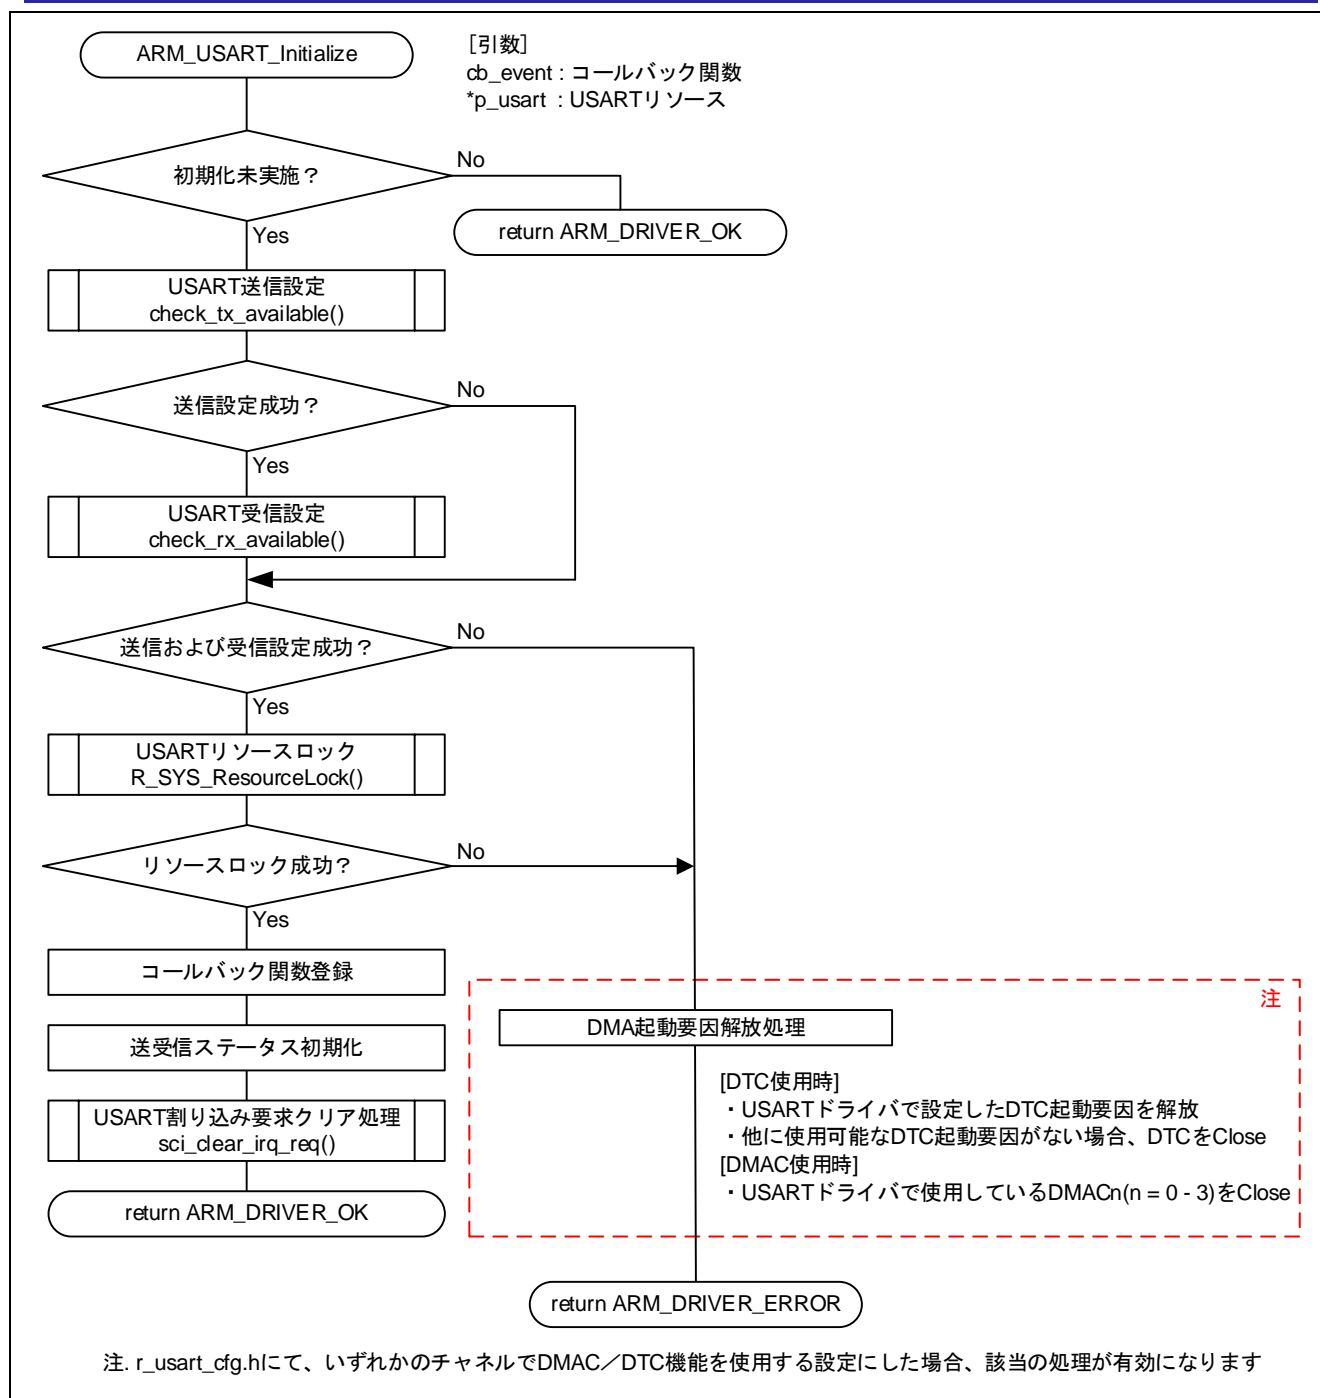 ARM_USART_Initialize
[引数]
cb_event : コールバック関数
*p_usart : USARTリソース
初期化未実施？
No
return ARM_DRIVER_OK
Yes
USART送信設定
check_tx_available()
送信設定成功？
No
Yes
USART受信設定
check_rx_available()
送信および受信設定成功？
No
Yes
USARTリソースロック
R_SYS_ResourceLock()
リソースロック成功？
No
Yes
コールバック関数登録
送受信ステータス初期化
USART割り込み要求クリア処理
sci_clear_irq_req()
return ARM_DRIVER_OK
注
DMA起動要因解放処理
[DTC使用時]
・USARTドライバで設定したDTC起動要因を解放
・他に使用可能なDTC起動要因がない場合、DTCをClose
[DMAC使用時]
・USARTドライバで使用しているDMACn(n = 0 - 3)をClose
return ARM_DRIVER_ERROR
注. r_usart_cfg.hにて、いずれかのチャネルでDMAC／DTC機能を使用する設定にした場合、該当の処理が有効になります